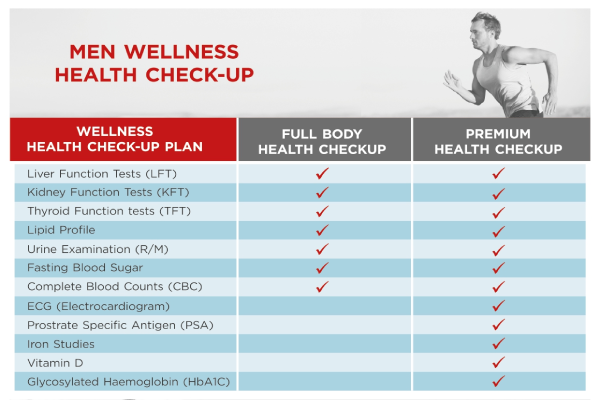 MEN WELLNESS
HEALTH CHECK-UP
WELLNESS
HEALTH CHECK-UP PLAN
FULL BODY
HEALTH CHECKUP
PREMIUM
HEALTH CHECKUP
Liver Function Tests (LFT) ✓ ✓
Kidney Function Tests (KFT) ✓ ✓
Thyroid Function tests (TFT) ✓ ✓
Lipid Profile ✓ ✓
Urine Examination (R/M) ✓ ✓
Fasting Blood Sugar ✓ ✓
Complete Blood Counts (CBC) ✓ ✓
ECG (Electrocardiogram) ✓
Prostrate Specific Antigen (PSA) ✓
Iron Studies ✓
Vitamin D ✓
Glycosylated Haemoglobin (HbA1C) ✓